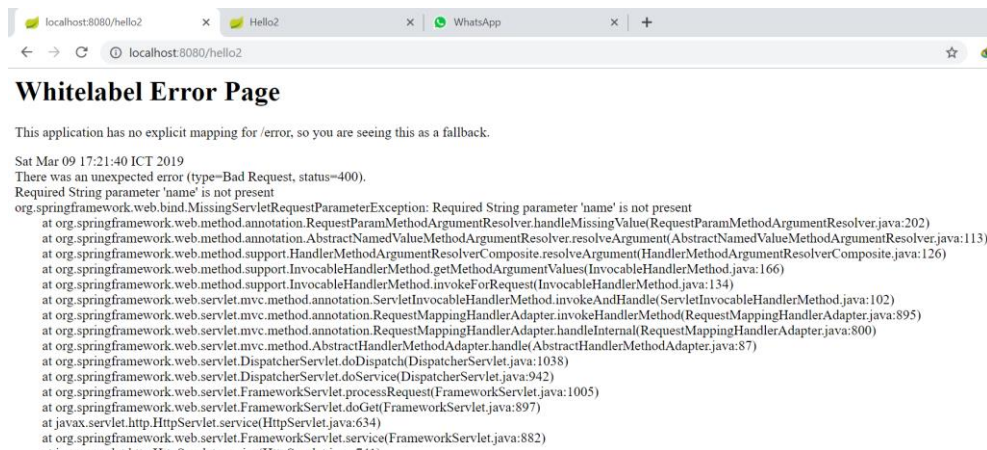 localhost:8080/hello2
Hello2
WhatsApp
localhost:8080/hello2
Whitelabel Error Page
This application has no explicit mapping for /error, so you are seeing this as a fallback.
Sat Mar 09 17:21:40 ICT 2019
There was an unexpected error (type=Bad Request, status=400).
Required String parameter 'name' is not present
org.springframework.web.bind.MissingServletRequestParameterException: Required String parameter 'name' is not present
at org.springframework.web.method.annotation.RequestParamMethodArgumentResolver.handleMissingValue(RequestParamMethodArgumentResolver.java:202)
at org.springframework.web.method.annotation.AbstractNamedValueMethodArgumentResolver.resolveArgument(AbstractNamedValueMethodArgumentResolver.java:113)
at org.springframework.web.method.support.HandlerMethodArgumentResolverComposite.resolveArgument(HandlerMethodArgumentResolverComposite.java:126)
at org.springframework.web.method.support.InvocableHandlerMethod.getMethodArgumentValues(InvocableHandlerMethod.java:166)
at org.springframework.web.method.support.InvocableHandlerMethod.invokeForRequest(InvocableHandlerMethod.java:134)
at org.springframework.web.servlet.mvc.method.annotation.ServletInvocableHandlerMethod.invokeAndHandle(ServletInvocableHandlerMethod.java:102)
at org.springframework.web.servlet.mvc.method.annotation.RequestMappingHandlerAdapter.invokeHandlerMethod(RequestMappingHandlerAdapter.java:895)
at org.springframework.web.servlet.mvc.method.annotation.RequestMappingHandlerAdapter.handleInternal(RequestMappingHandlerAdapter.java:800)
at org.springframework.web.servlet.mvc.method.AbstractHandlerMethodAdapter.handle(AbstractHandlerMethodAdapter.java:87)
at org.springframework.web.servlet.DispatcherServlet.doDispatch(DispatcherServlet.java:1038)
at org.springframework.web.servlet.DispatcherServlet.doService(DispatcherServlet.java:942)
at org.springframework.web.servlet.FrameworkServlet.processRequest(FrameworkServlet.java:1005)
at org.springframework.web.servlet.FrameworkServlet.doGet(FrameworkServlet.java:897)
at javax.servlet.http.HttpServlet.service(HttpServlet.java:634)
at org.springframework.web.servlet.FrameworkServlet.service(FrameworkServlet.java:882)